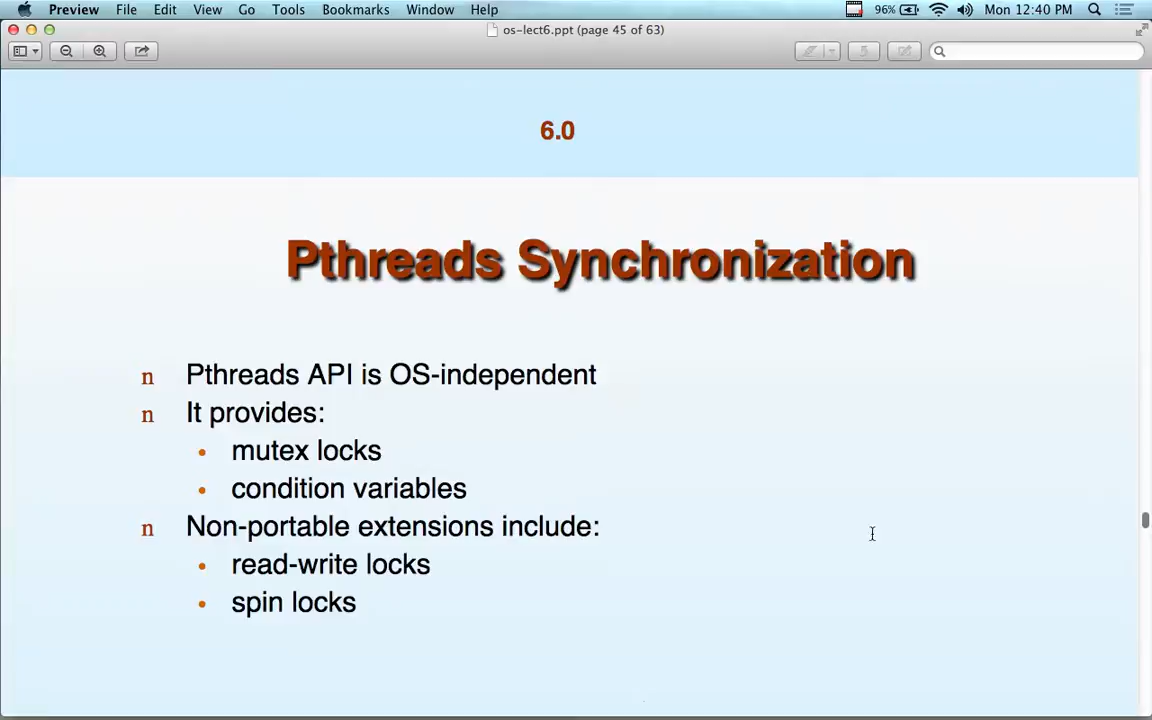 Preview File Edit View Go Tools Bookmarks Window Help 96% Mon 12:40 PM
os-lect6.ppt (page 45 of 63)
6.0
Pthreads Synchronization
n Pthreads API is OS-independent
n It provides:
• mutex locks
• condition variables
n Non-portable extensions include:
• read-write locks
• spin locks